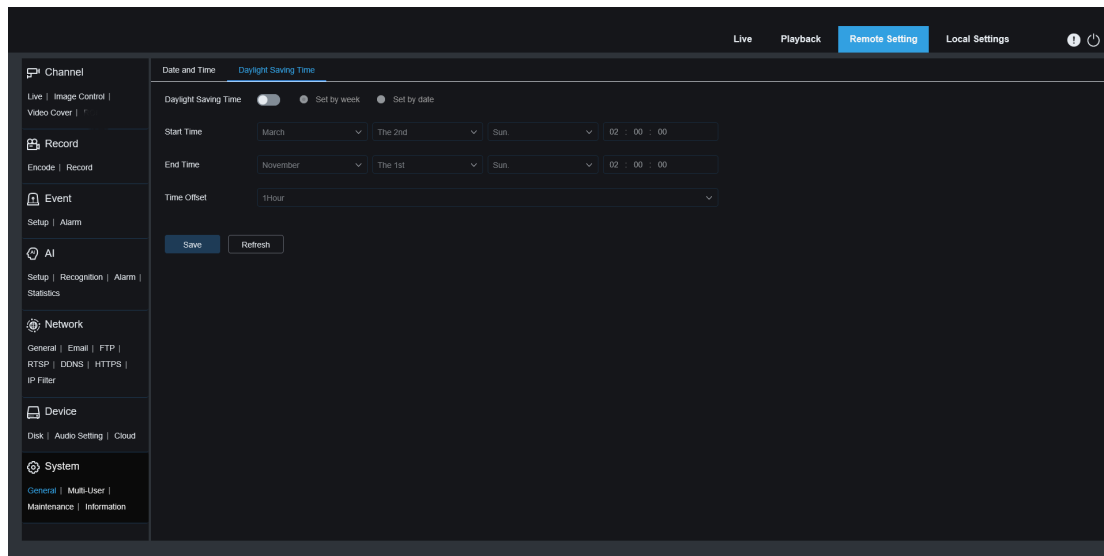 Live Playback Remote Setting Local Settings
Channel
Live | Image Control |
Video Cover |
Record
Encode | Record
Event
Setup | Alarm
AI
Setup | Recognition | Alarm |
Statistics
Network
General | Email | FTP |
RTSP | DDNS | HTTPS |
IP Filter
Device
Disk | Audio Setting | Cloud
System
General | Multi-User |
Maintenance | Information
Date and Time Daylight Saving Time
Daylight Saving Time Set by week Set by date
Start Time March The 2nd Sun. 02 : 00 : 00
End Time November The 1st Sun. 02 : 00 : 00
Time Offset 1Hour
Save Refresh